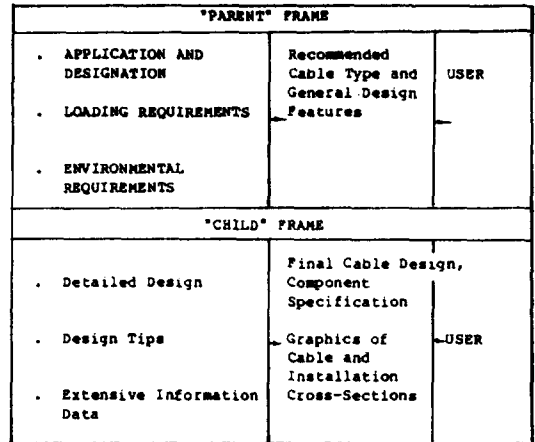 "PARENT" FRAME
. APPLICATION AND
DESIGNATION
. LOADING REQUIREMENTS
. ENVIRONMENTAL
REQUIREMENTS
Recommended
Cable Type and
General Design
Features
USER
"CHILD" FRAME
. Detailed Design
. Design Tips
. Extensive Information
Data
Final Cable Design,
Component
Specification
Graphics of
Cable and
Installation
Cross-Sections
USER